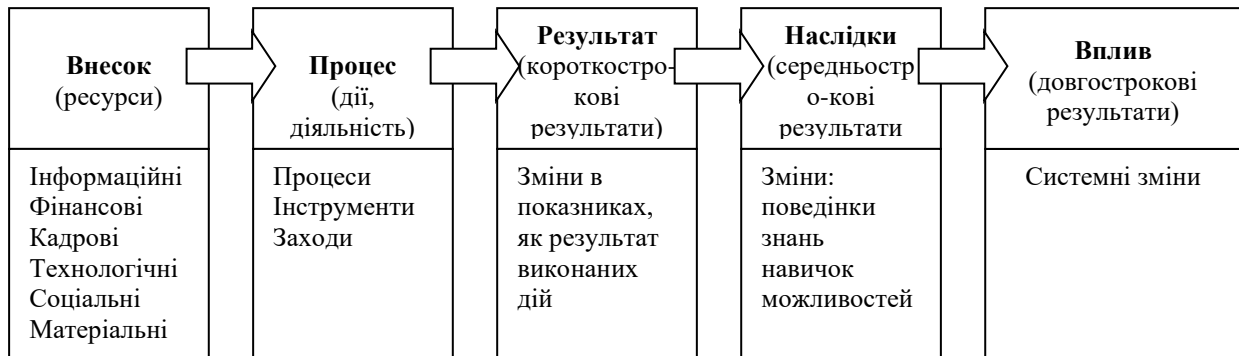 Внесок
(ресурси)
Процес
(дії,
діяльність)
Результат
(короткостро-
кові
результати)
Наслідки
(середньостр
о-кові
результати
Вплив
(довгострокові
результати)
Інформаційні
Фінансові
Кадрові
Технологічні
Соціальні
Матеріальні
Процеси
Інструменти
Заходи
Зміни в
показниках,
як результат
виконаних
дій
Зміни:
поведінки
знань
навичок
можливостей
Системні зміни